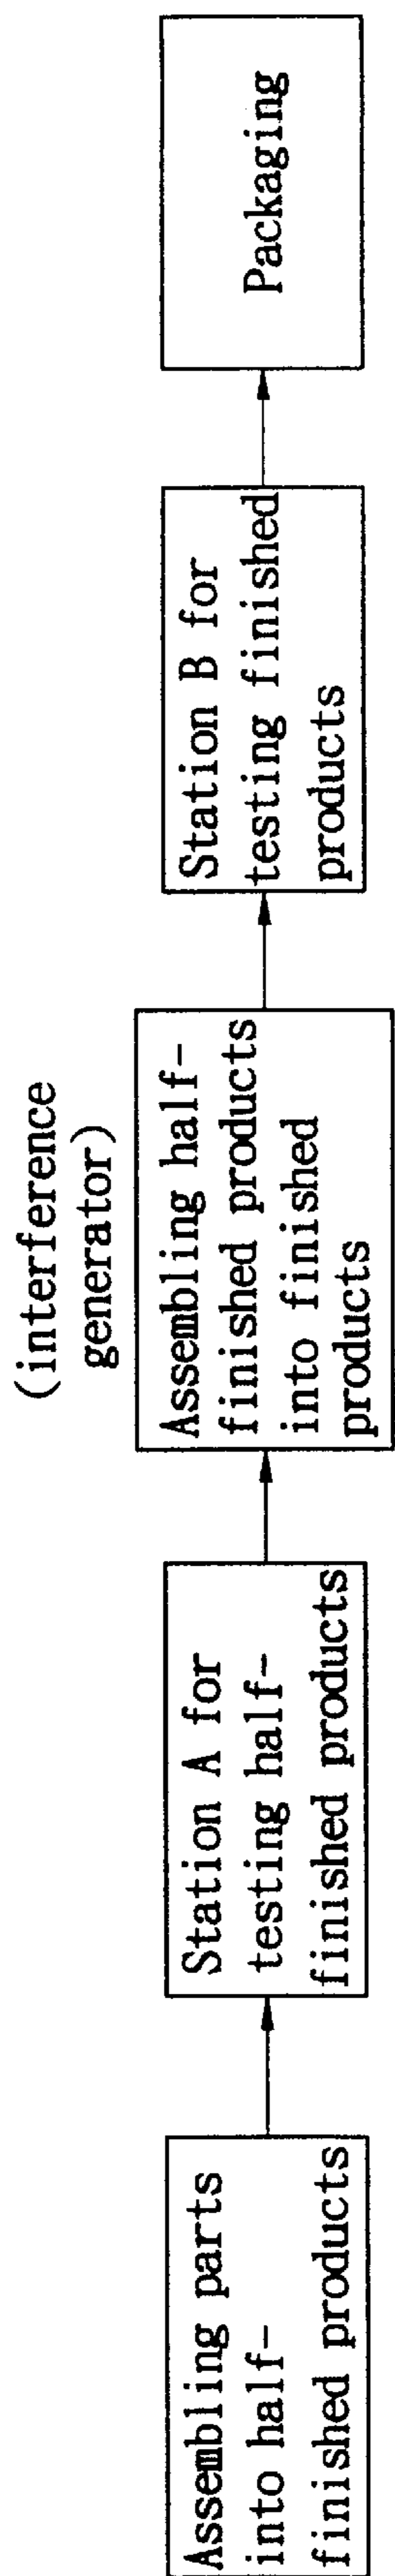 Assembling parts
into half-
finished products
Station A for
testing half-
finished products
(interference
generator)
Assembling half-
finished products
into finished
products
Station B for
testing finished
products
Packaging